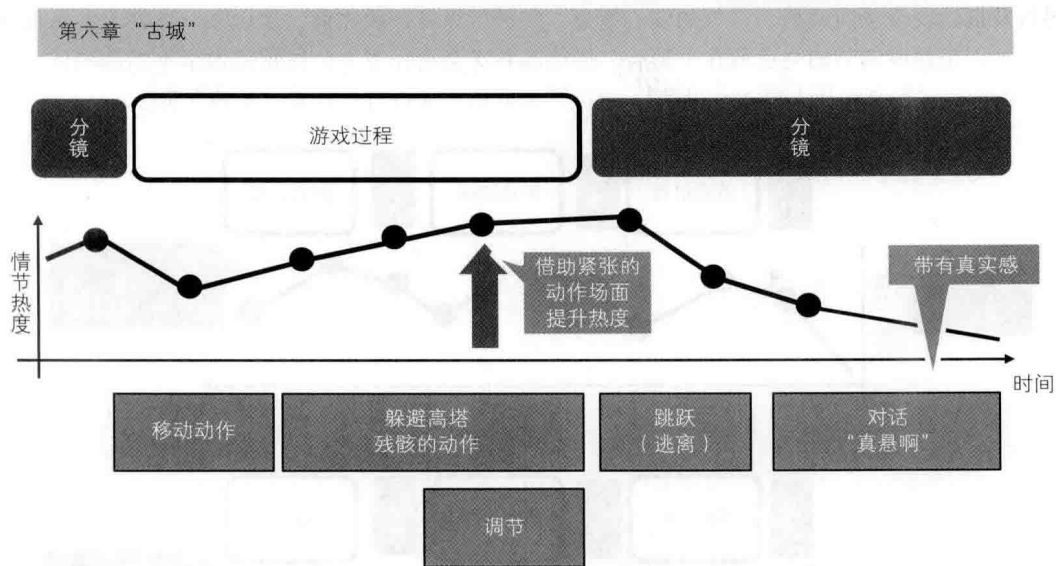 第六章“古城”
分
镜
游戏过程
分
镜
情节热度
借助紧张的
动作场面
提升热度
带有真实感
时间
移动动作
躲避高塔
残骸的动作
跳跃
（逃离）
对话
“真悬啊”
调节